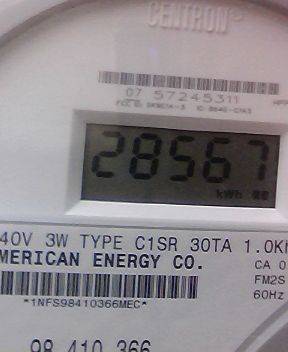 CENTRON
07 57245311
28567
kWh
40V 3W TYPE C1SR 30TA 1.0K
MERICAN ENERGY CO.
CA 0
FM2S
60Hz
*1NFS98410366MEC*
98 410 366